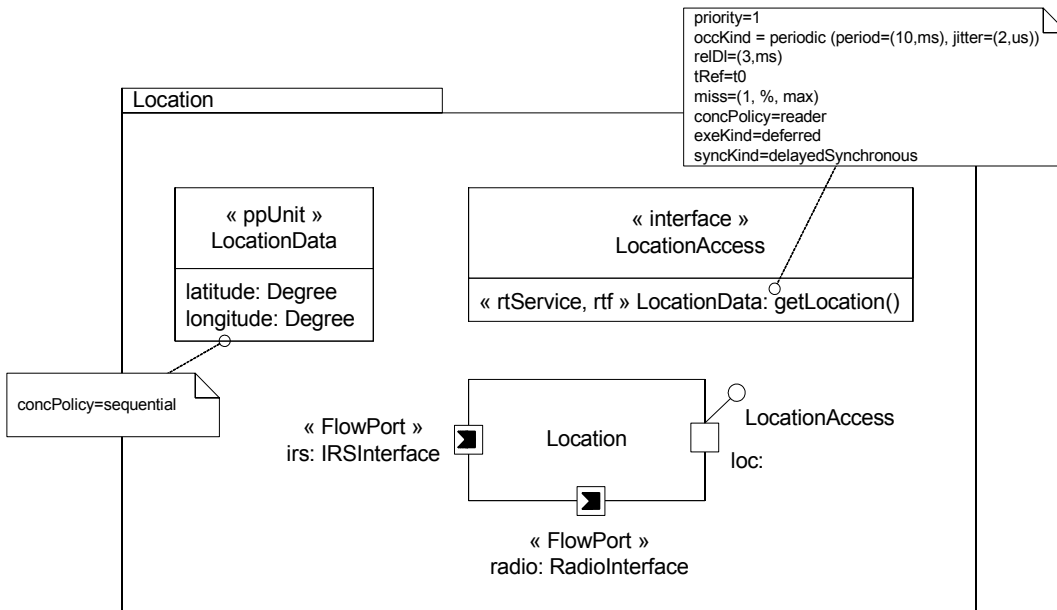 priority=1
occKind = periodic (period=(10,ms), jitter=(2,us))
relDl=(3,ms)
tRef=t0
miss=(1, %, max)
concPolicy=reader
exeKind=deferred
syncKind=delayedSynchronous
Location
« ppUnit »
LocationData
latitude: Degree
longitude: Degree
« interface »
LocationAccess
« rtService, rtf » LocationData: getLocation()
concPolicy=sequential
« FlowPort »
irs: IRSInterface
Location
LocationAccess
loc:
« FlowPort »
radio: RadioInterface